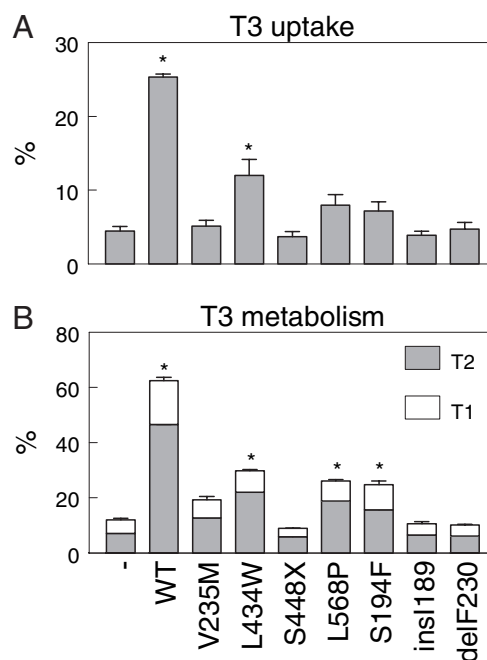 A
T3 uptake
30
20
10
0
%
*
*
B
T3 metabolism
80
60
40
20
0
%
*
*
*
*
T2
T1
-
WT
V235M
L434W
S448X
L568P
S194F
insI189
delF230